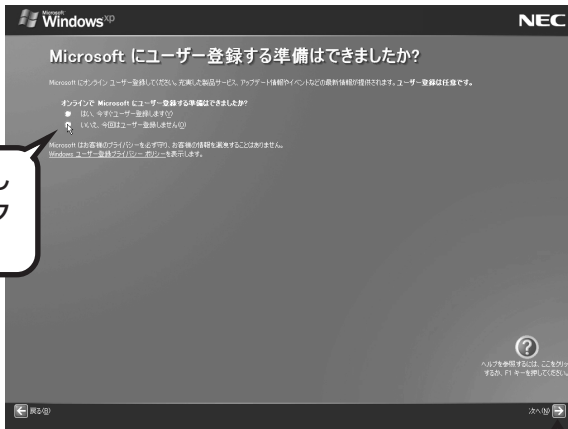 Microsoft
Windows xp
NEC
Microsoft にユーザー登録する準備はできましたか?
Microsoft にオンライン ユーザー登録してください。充実した製品サービス、アップデート情報やイベントなどの最新情報が提供されます。ユーザー登録は任意です。
オンラインで Microsoft にユーザー登録する準備はできましたか?
はい、今すぐユーザー登録します(Y)
いいえ、今回はユーザー登録しません(O)
Microsoft はお客様のプライバシーを必ず守り、お客様の情報を漏洩することはありません。
Windows ユーザー登録プライバシー ポリシーを表示します。
ん
ク
?
ヘルプを参照するには、ここをクリッ
するか、F1 キーを押してください。
戻る(B)
次へ(N)